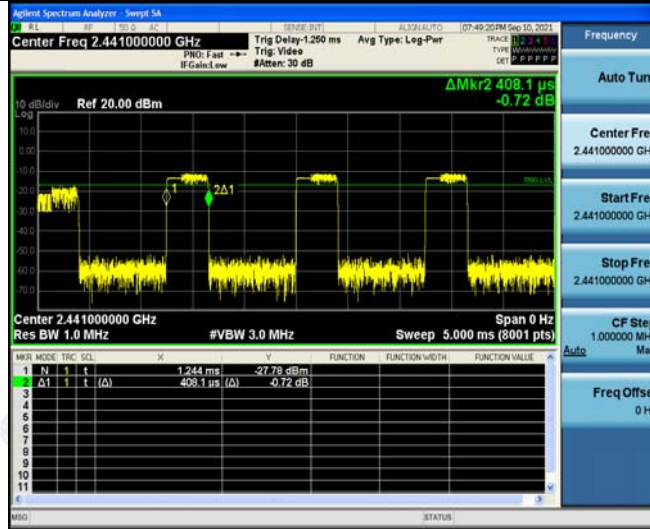 Agilent Spectrum Analyzer - Swept SA
RL RF 50 Ω AC SENSE:INT ALIGNAUTO 07:49:20 PM Sep 10, 2021
Center Freq 2.441000000 GHz
PNO: Fast
IFGain:Low
Trig Delay-1.250 ms
Trig: Video
#Atten: 30 dB
Avg Type: Log-Pwr
TRACE 1 2 3 4 5 6
TYPE
DET P P P P P P
ΔMkr2 408.1 µs
-0.72 dB
10 dB/div Ref 20.00 dBm
Log
10.0
0.00
-10.0
-20.0
-30.0
-40.0
-50.0
-60.0
-70.0
1
2Δ1
TRIG LVL
Center 2.441000000 GHz Span 0 Hz
Res BW 1.0 MHz #VBW 3.0 MHz Sweep 5.000 ms (8001 pts)
MKR MODE TRC SCL X Y FUNCTION FUNCTION WIDTH FUNCTION VALUE
1 N 1 t 1.244 ms -27.78 dBm
2 Δ1 1 t (Δ) 408.1 µs (Δ) -0.72 dB
3
4
5
6
7
8
9
10
11
MSG STATUS
Frequency
Auto Tun
Center Fre
2.441000000 GH
Start Fre
2.441000000 GH
Stop Fre
2.441000000 GH
CF Ste
1.000000 MH
Auto Ma
Freq Offse
0 H